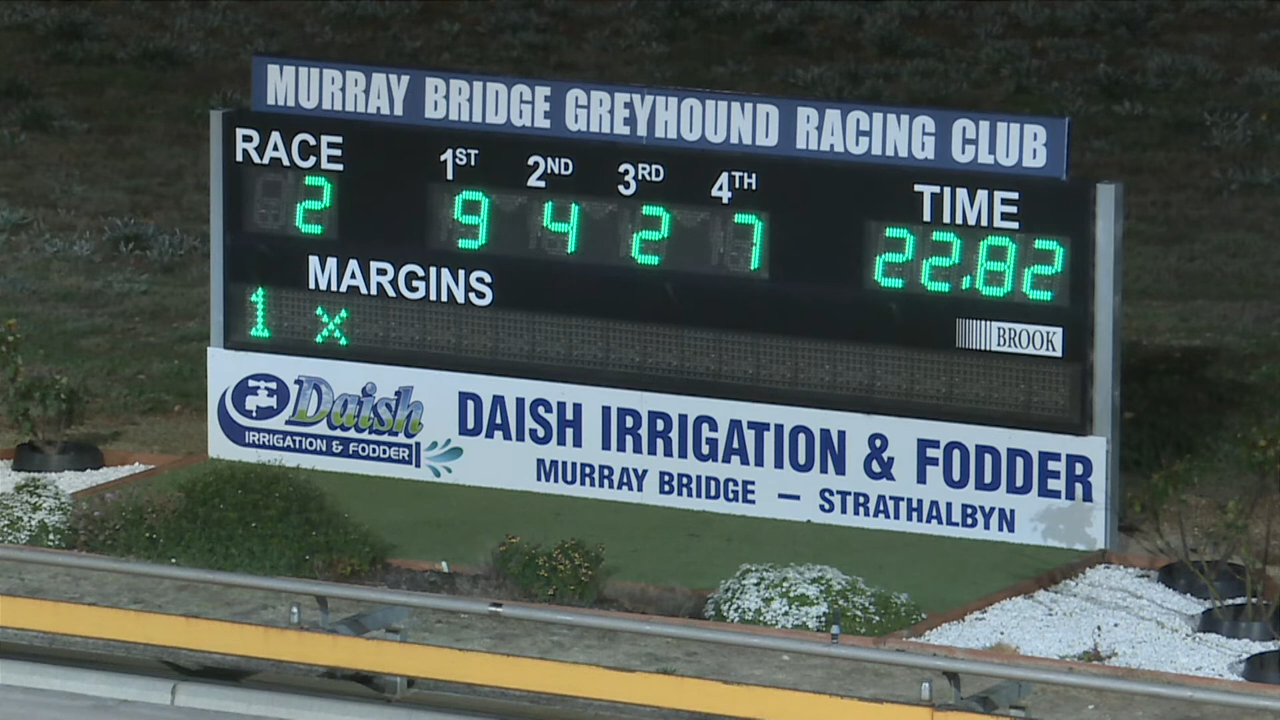 MURRAY BRIDGE GREYHOUND RACING CLUB
RACE 1ST 2ND 3RD 4TH TIME
2 9 4 2 7 22.82
MARGINS
1 X
BROOK
Daish
IRRIGATION & FODDER
DAISH IRRIGATION & FODDER
MURRAY BRIDGE — STRATHALBYN